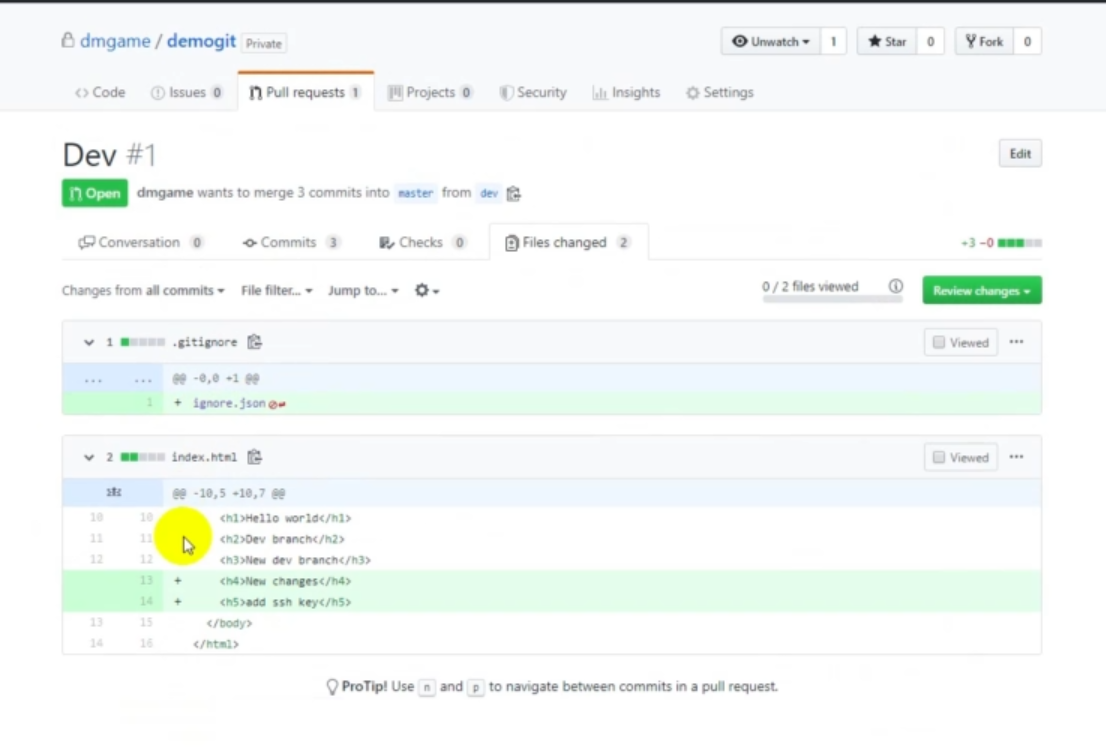 dmgame / demogit Private Unwatch 1 Star 0 Fork 0
Code Issues 0 Pull requests 1 Projects 0 Security Insights Settings
Dev #1 Edit
Open dmgame wants to merge 3 commits into master from dev
Conversation 0 Commits 3 Checks 0 Files changed 2 +3 −0
Changes from all commits File filter... Jump to... 0 / 2 files viewed Review changes
1 .gitignore Viewed ...
... ... @@ -0,0 +1 @@
1 + ignore.json
2 index.html Viewed ...
@@ -10,5 +10,7 @@
10 10 <h1>Hello world</h1>
11 11 <h2>Dev branch</h2>
12 12 <h3>New dev branch</h3>
13 + <h4>New changes</h4>
14 + <h5>add ssh key</h5>
13 15 </body>
14 16 </html>
ProTip! Use n and p to navigate between commits in a pull request.